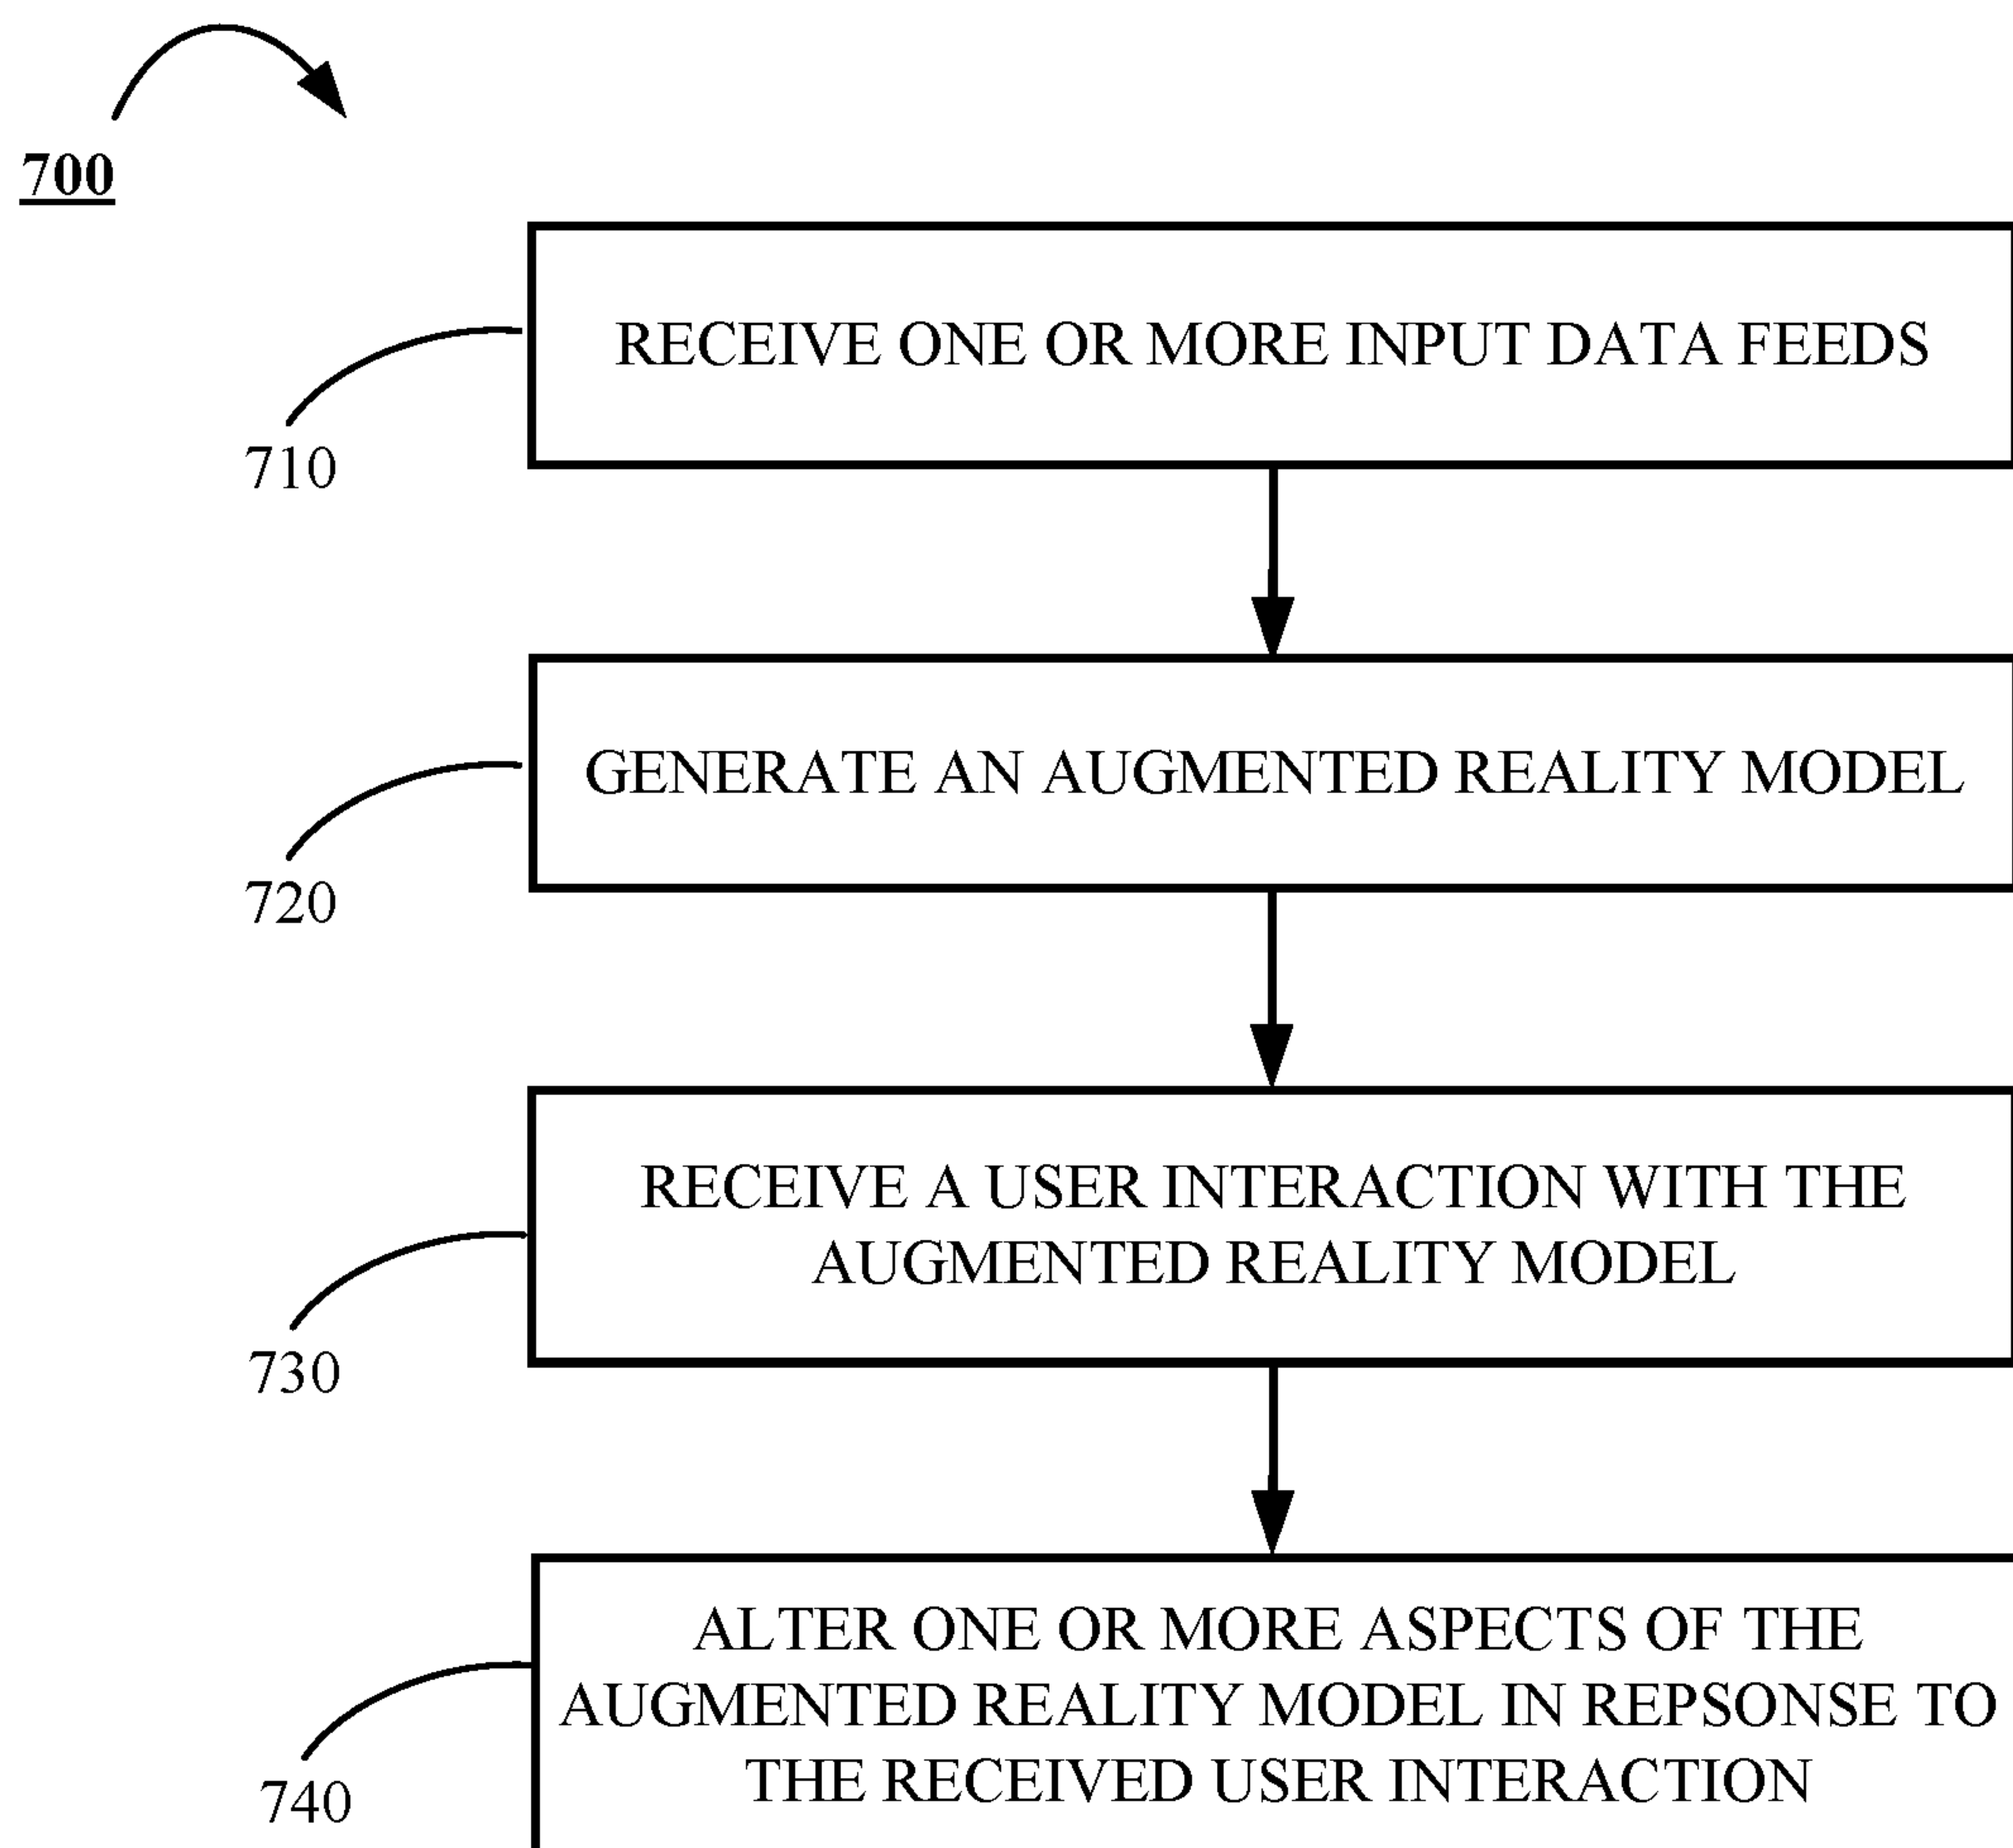 700
RECEIVE ONE OR MORE INPUT DATA FEEDS
710
GENERATE AN AUGMENTED REALITY MODEL
720
RECEIVE A USER INTERACTION WITH THE
AUGMENTED REALITY MODEL
730
ALTER ONE OR MORE ASPECTS OF THE
AUGMENTED REALITY MODEL IN REPSONSE TO
THE RECEIVED USER INTERACTION
740